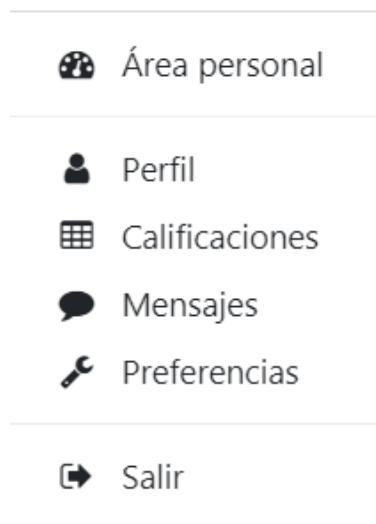 Área personal
Perfil
Calificaciones
Mensajes
Preferencias
Salir